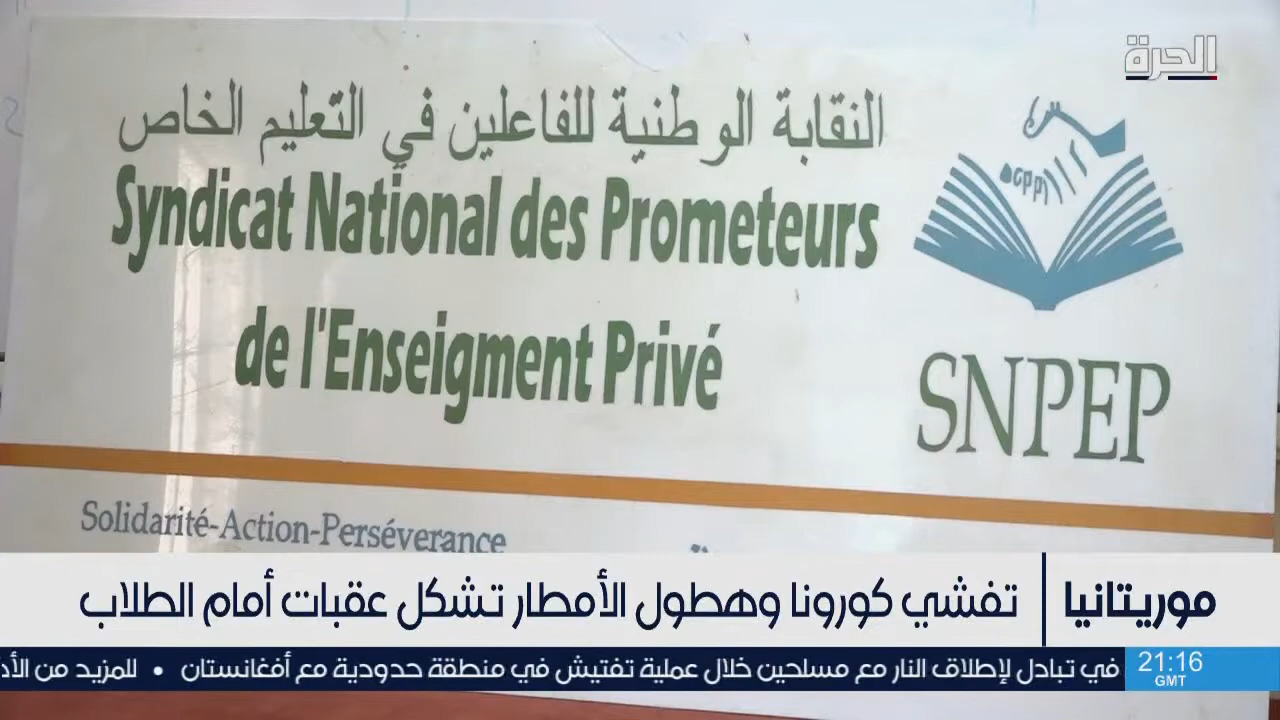 الحرة
النقابة الوطنية للفاعلين في التعليم الخاص
Syndicat National des Prometeurs
de l'Enseigment Privé
SNPEP
Solidarité-Action-Perséverance
موريتانيا
تفشي كورونا وهطول الأمطار تشكل عقبات أمام الطلاب
21:16
GMT
في تبادل لإطلاق النار مع مسلحين خلال عملية تفتيش في منطقة حدودية مع أفغانستان • للمزيد من